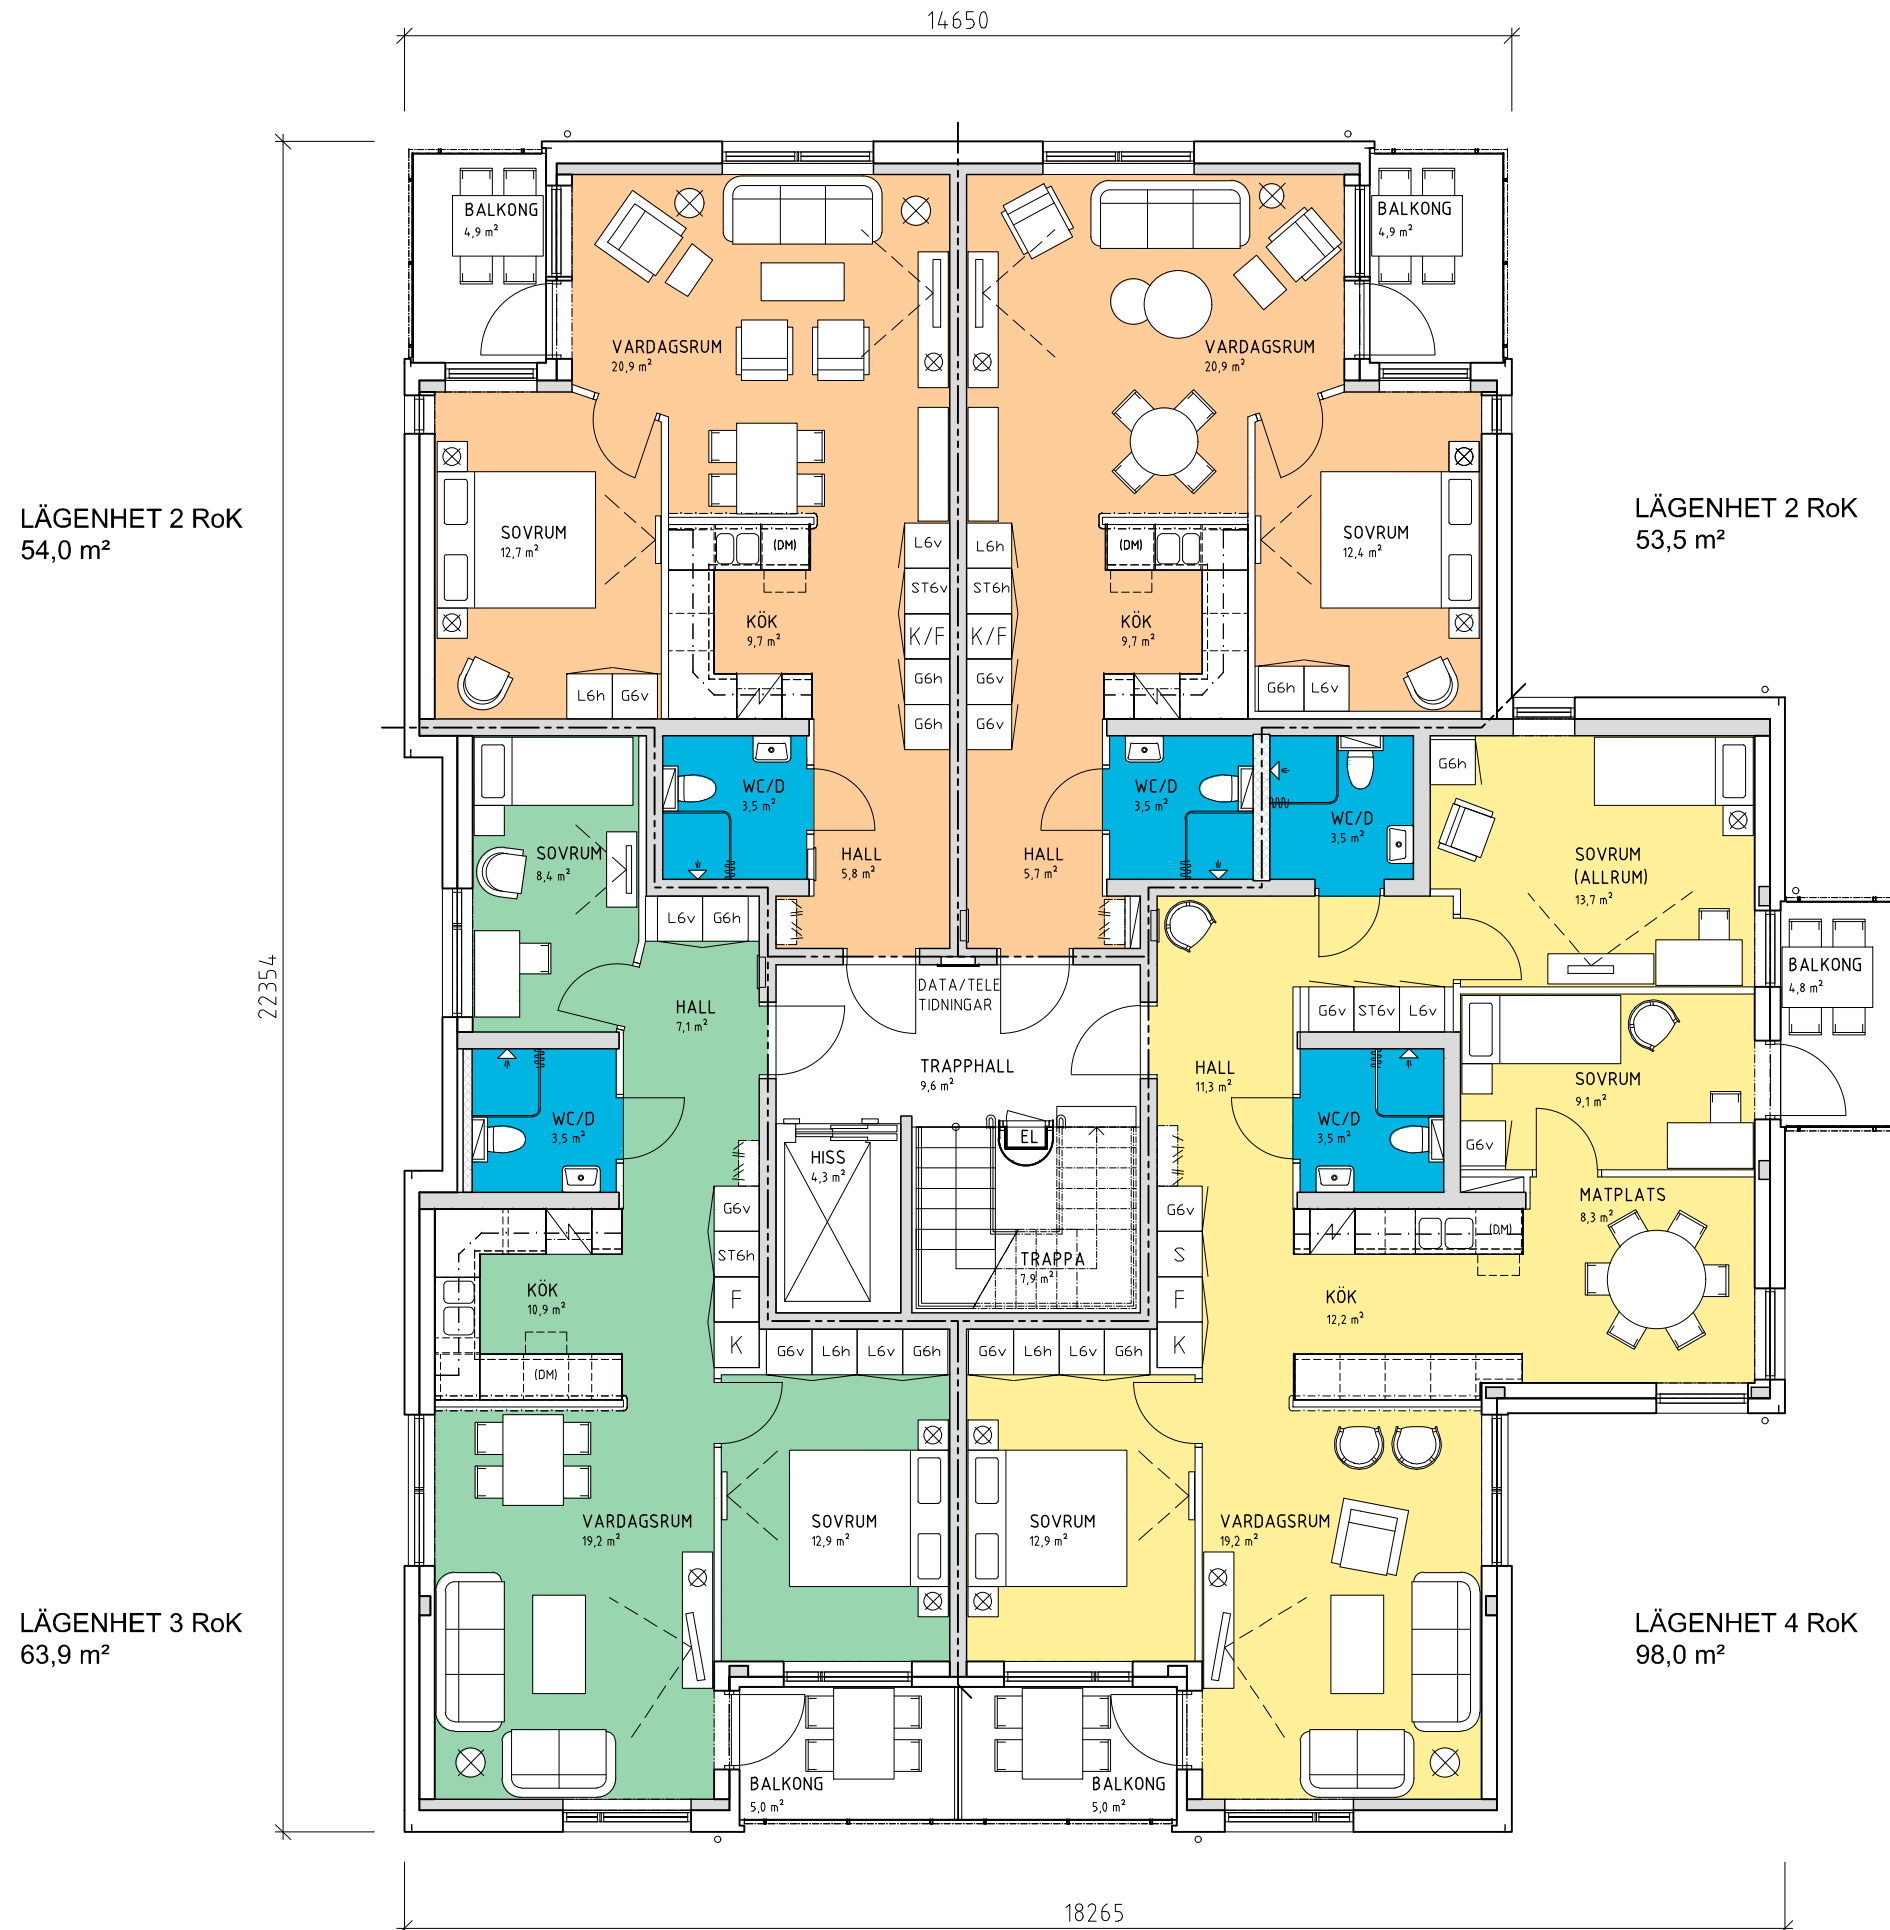 14650
BALKONG
4,9 m²
BALKONG
4,9 m²
VARDAGSRUM
20,9 m²
VARDAGSRUM
20,9 m²
LÄGENHET 2 RoK
54,0 m²
SOVRUM
12,7 m²
(DM)
L6v
L6h
(DM)
SOVRUM
12,4 m²
LÄGENHET 2 RoK
53,5 m²
ST6v
ST6h
KÖK
9,7 m²
K/F
K/F
KÖK
9,7 m²
L6h
G6v
G6h
G6v
G6h
L6v
G6h
G6v
WC/D
3,5 m²
WC/D
3,5 m²
WC/D
3,5 m²
G6h
SOVRUM
8,4 m²
HALL
5,8 m²
HALL
5,7 m²
SOVRUM
(ALLRUM)
13,7 m²
L6v
G6h
22354
DATA/TELE
TIDNINGAR
BALKONG
4,8 m²
HALL
7,1 m²
G6v
ST6v
L6v
TRAPPHALL
9,6 m²
HALL
11,3 m²
SOVRUM
9,1 m²
WC/D
3,5 m²
EL
WC/D
3,5 m²
G6v
HISS
4,3 m²
G6v
G6v
MATPLATS
8,3 m²
(DM)
ST6h
TRAPPA
7,9 m²
S
KÖK
10,9 m²
F
F
KÖK
12,2 m²
K
G6v
L6h
L6v
G6h
G6v
L6h
L6v
G6h
K
(DM)
VARDAGSRUM
19,2 m²
SOVRUM
12,9 m²
SOVRUM
12,9 m²
VARDAGSRUM
19,2 m²
LÄGENHET 3 RoK
63,9 m²
LÄGENHET 4 RoK
98,0 m²
BALKONG
5,0 m²
BALKONG
5,0 m²
18265